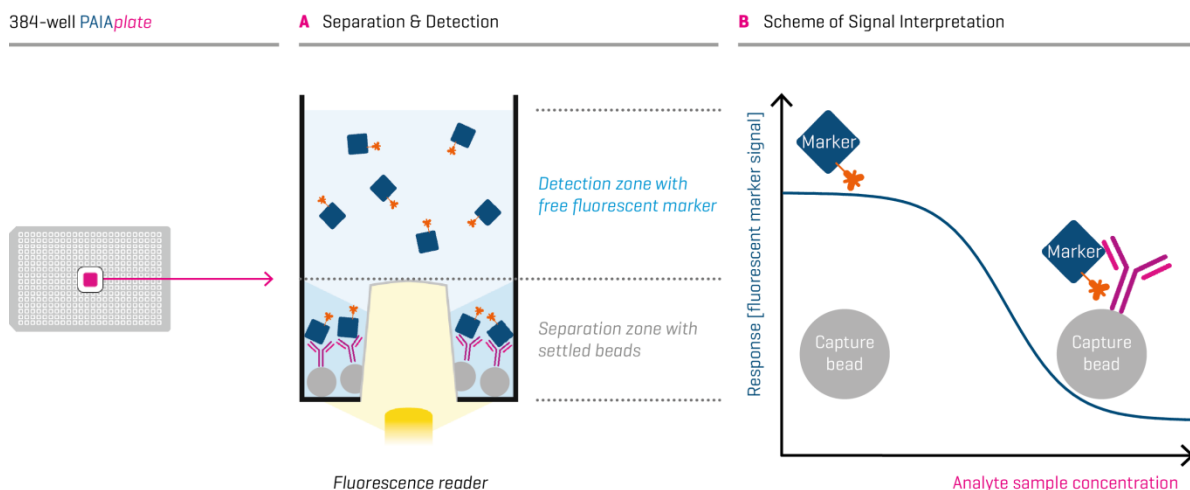 384-well PAIAplate
A Separation & Detection
B Scheme of Signal Interpretation
Detection zone with
free fluorescent marker
Separation zone with
settled beads
Fluorescence reader
Response [fluorescent marker signal]
Marker
Marker
Capture
bead
Capture
bead
Analyte sample concentration